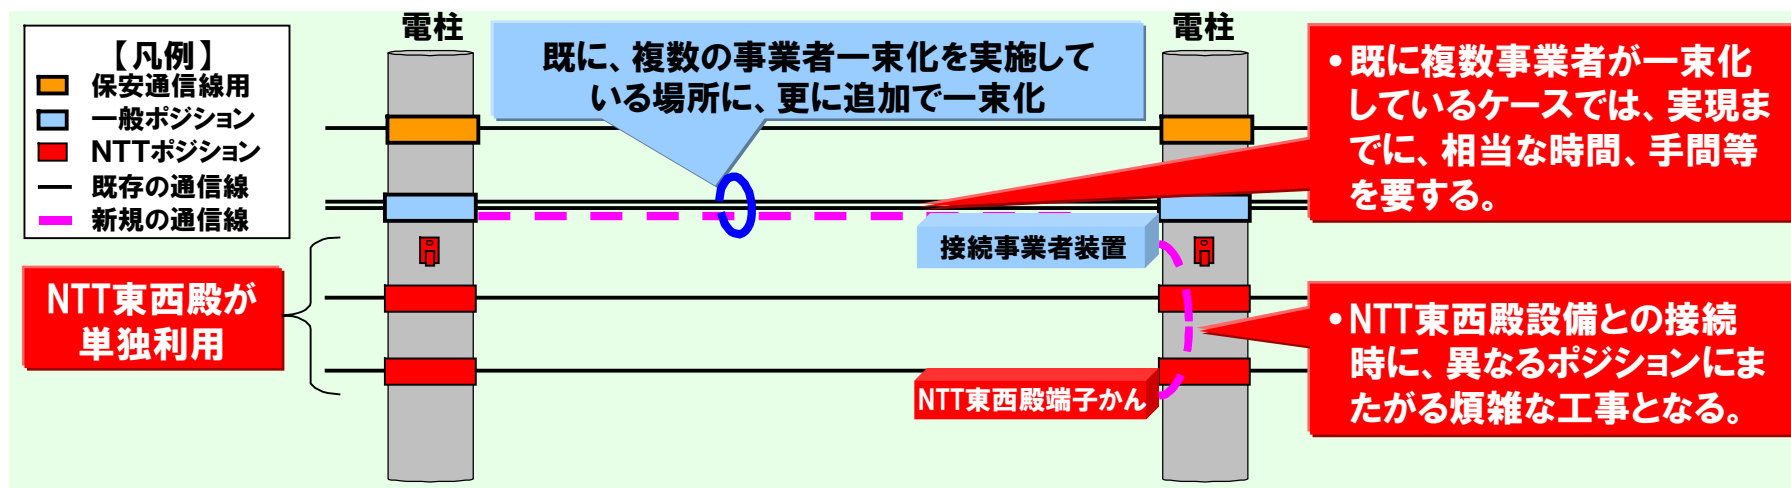 電柱
電柱
【凡例】
保安通信線用
一般ポジション
NTTポジション
既存の通信線
新規の通信線
既に、複数の事業者一束化を実施して
いる場所に、更に追加で一束化
・既に複数事業者が一束化
しているケースでは、実現ま
でに、相当な時間、手間等
を要する。
接続事業者装置
NTT東西殿が
単独利用
・NTT東西殿設備との接続
時に、異なるポジションにま
たがる煩雑な工事となる。
NTT東西殿端子かん